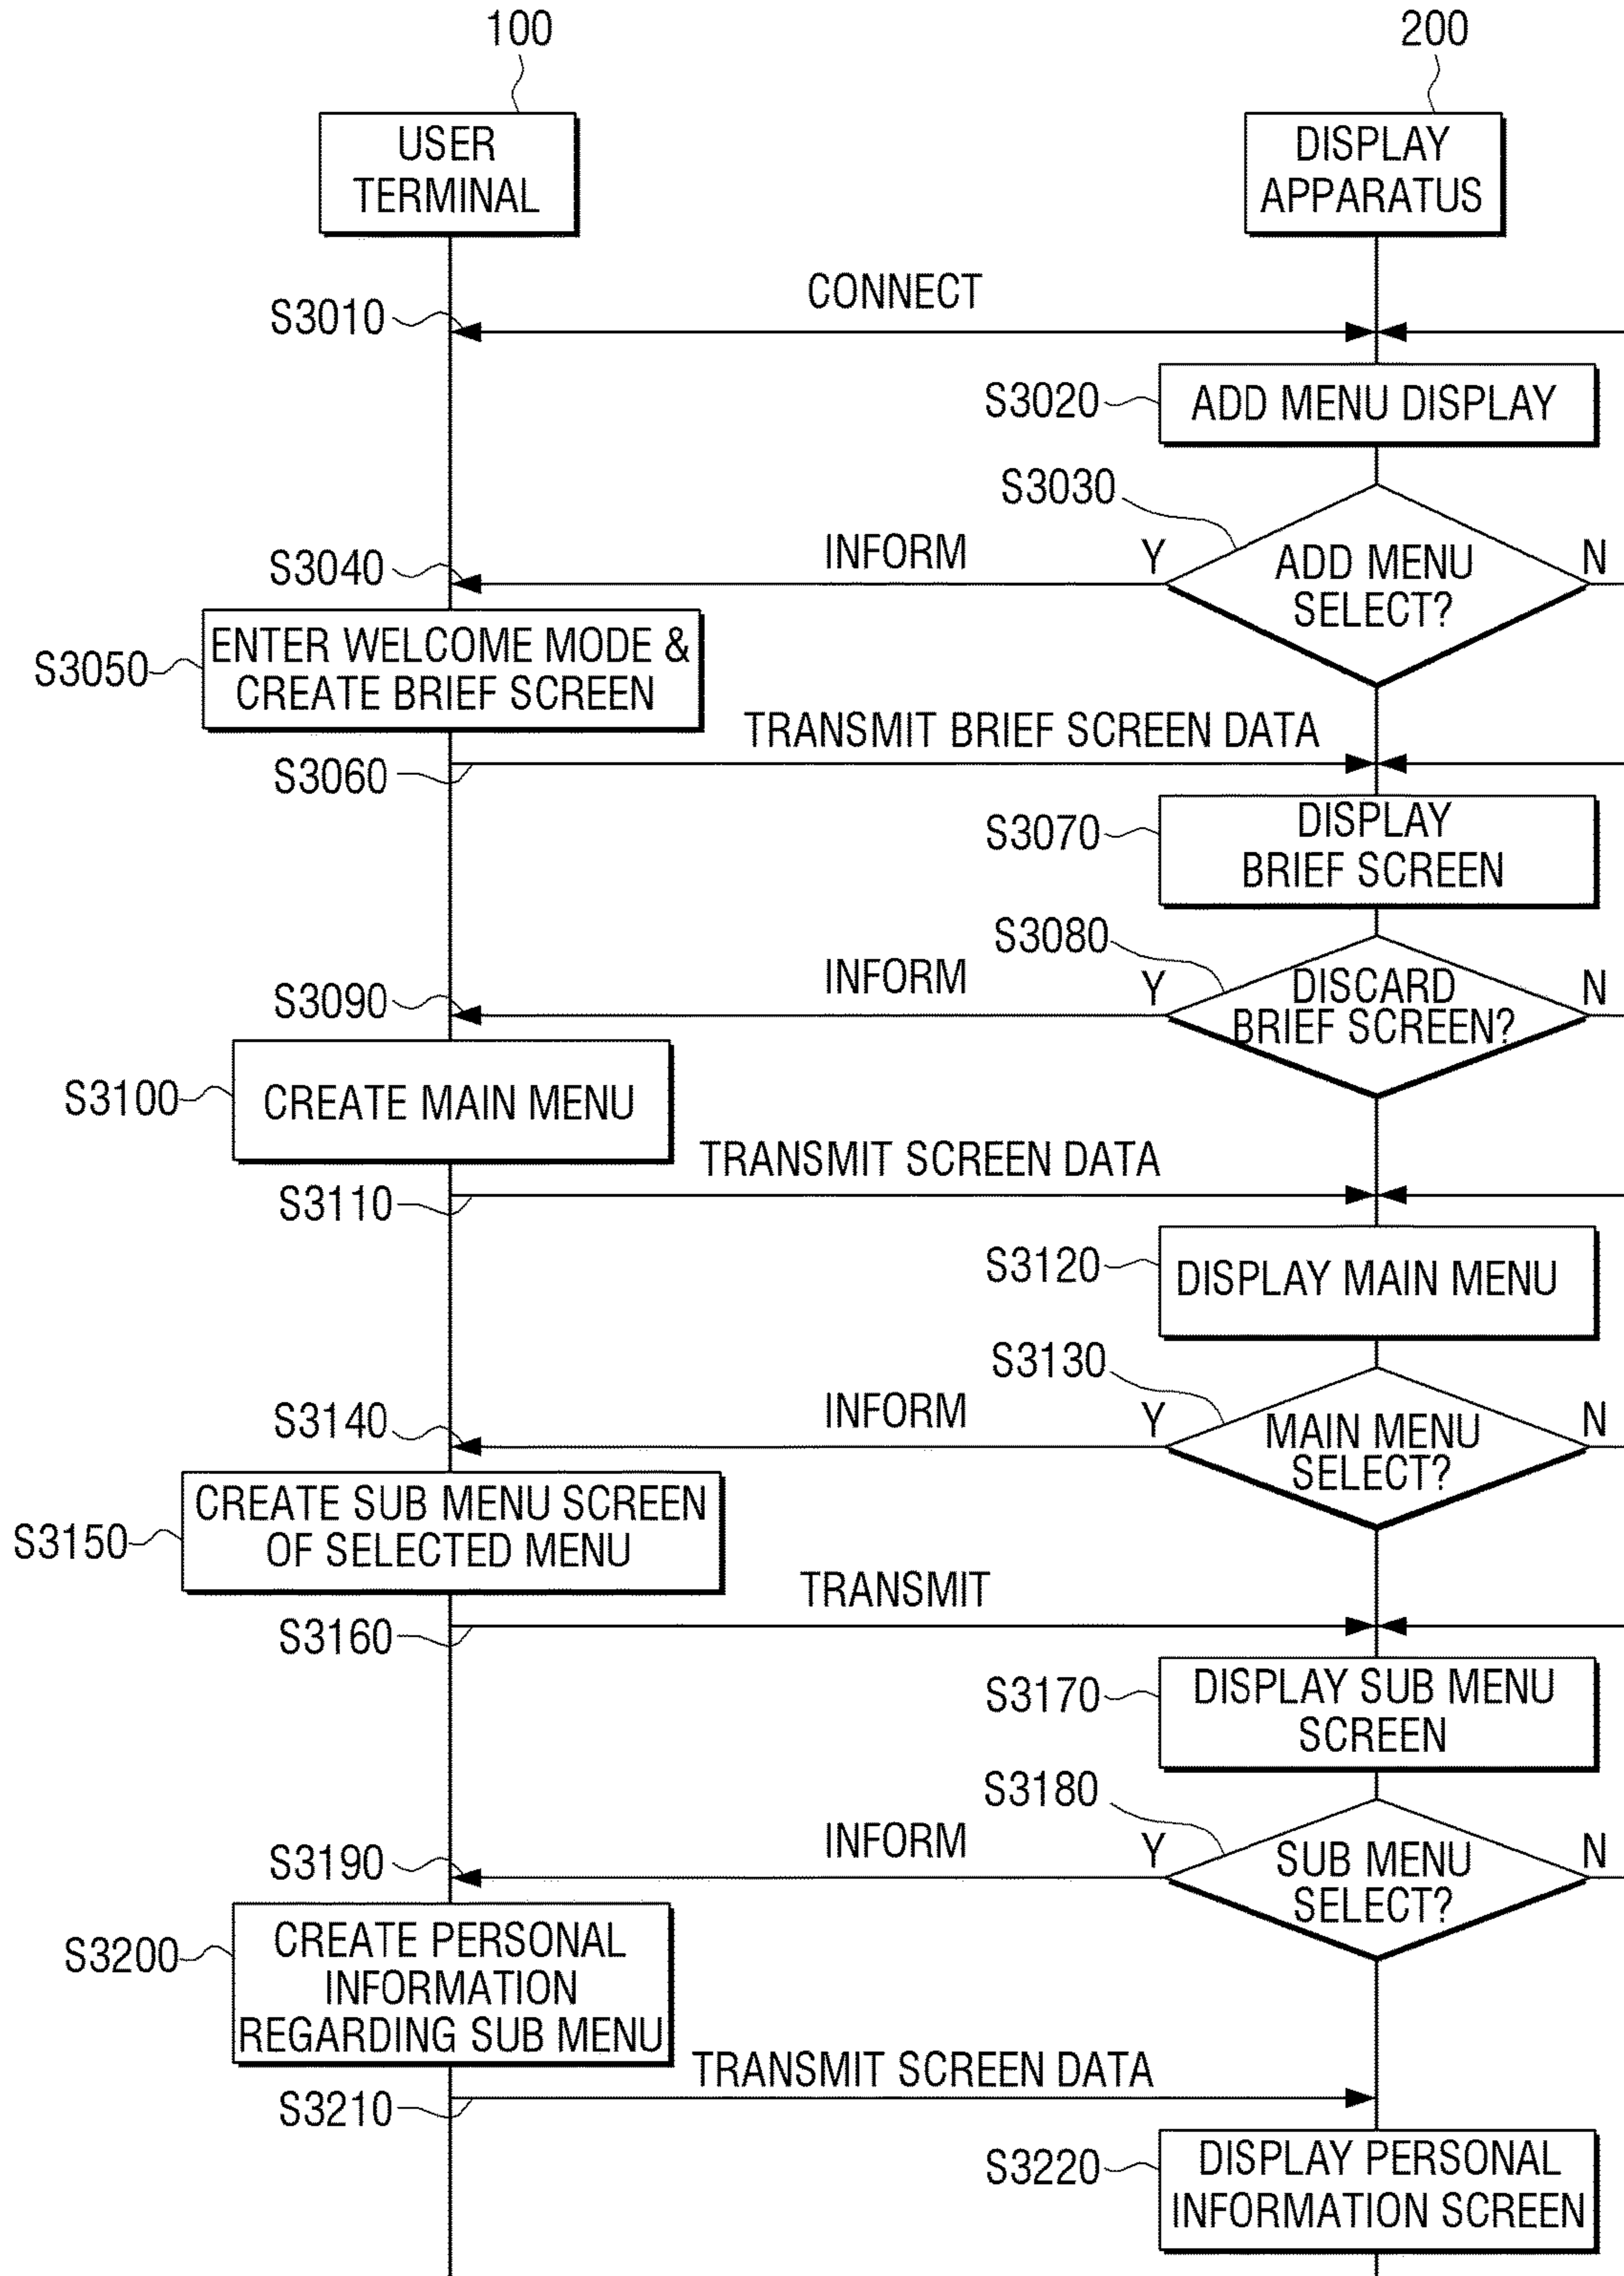 100
200
USER
TERMINAL
DISPLAY
APPARATUS
CONNECT
S3010
S3020
ADD MENU DISPLAY
S3030
INFORM
Y
N
S3040
ADD MENU
SELECT?
ENTER WELCOME MODE &
CREATE BRIEF SCREEN
S3050
TRANSMIT BRIEF SCREEN DATA
S3060
S3070
DISPLAY
BRIEF SCREEN
S3080
INFORM
Y
N
S3090
DISCARD
BRIEF SCREEN?
S3100
CREATE MAIN MENU
TRANSMIT SCREEN DATA
S3110
S3120
DISPLAY MAIN MENU
S3130
INFORM
Y
N
S3140
MAIN MENU
SELECT?
CREATE SUB MENU SCREEN
OF SELECTED MENU
S3150
TRANSMIT
S3160
S3170
DISPLAY SUB MENU
SCREEN
S3180
INFORM
Y
N
S3190
SUB MENU
SELECT?
S3200
CREATE PERSONAL
INFORMATION
REGARDING SUB MENU
TRANSMIT SCREEN DATA
S3210
S3220
DISPLAY PERSONAL
INFORMATION SCREEN